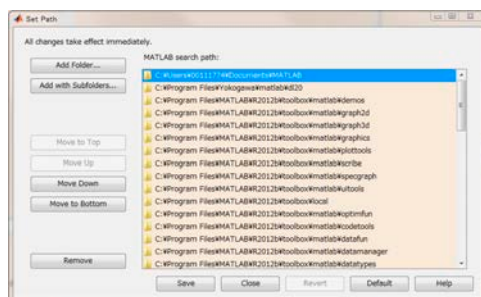 Set Path
All changes take effect immediately.
Add Folder...
Add with Subfolders...
Move to Top
Move Up
Move Down
Move to Bottom
Remove
MATLAB search path:
C:¥Program Files¥Yokogawa¥matlab¥dl20
C:¥Program Files¥MATLAB¥R2012b¥toolbox¥matlab¥demos
C:¥Program Files¥MATLAB¥R2012b¥toolbox¥matlab¥graph2d
C:¥Program Files¥MATLAB¥R2012b¥toolbox¥matlab¥graph3d
C:¥Program Files¥MATLAB¥R2012b¥toolbox¥matlab¥graphics
C:¥Program Files¥MATLAB¥R2012b¥toolbox¥matlab¥plottools
C:¥Program Files¥MATLAB¥R2012b¥toolbox¥matlab¥scribe
C:¥Program Files¥MATLAB¥R2012b¥toolbox¥matlab¥specgraph
C:¥Program Files¥MATLAB¥R2012b¥toolbox¥matlab¥uitools
C:¥Program Files¥MATLAB¥R2012b¥toolbox¥local
C:¥Program Files¥MATLAB¥R2012b¥toolbox¥matlab¥optimfun
C:¥Program Files¥MATLAB¥R2012b¥toolbox¥matlab¥codetools
C:¥Program Files¥MATLAB¥R2012b¥toolbox¥matlab¥datafun
C:¥Program Files¥MATLAB¥R2012b¥toolbox¥matlab¥datamanager
C:¥Program Files¥MATLAB¥R2012b¥toolbox¥matlab¥datatypes
Save
Close
Revert
Default
Help